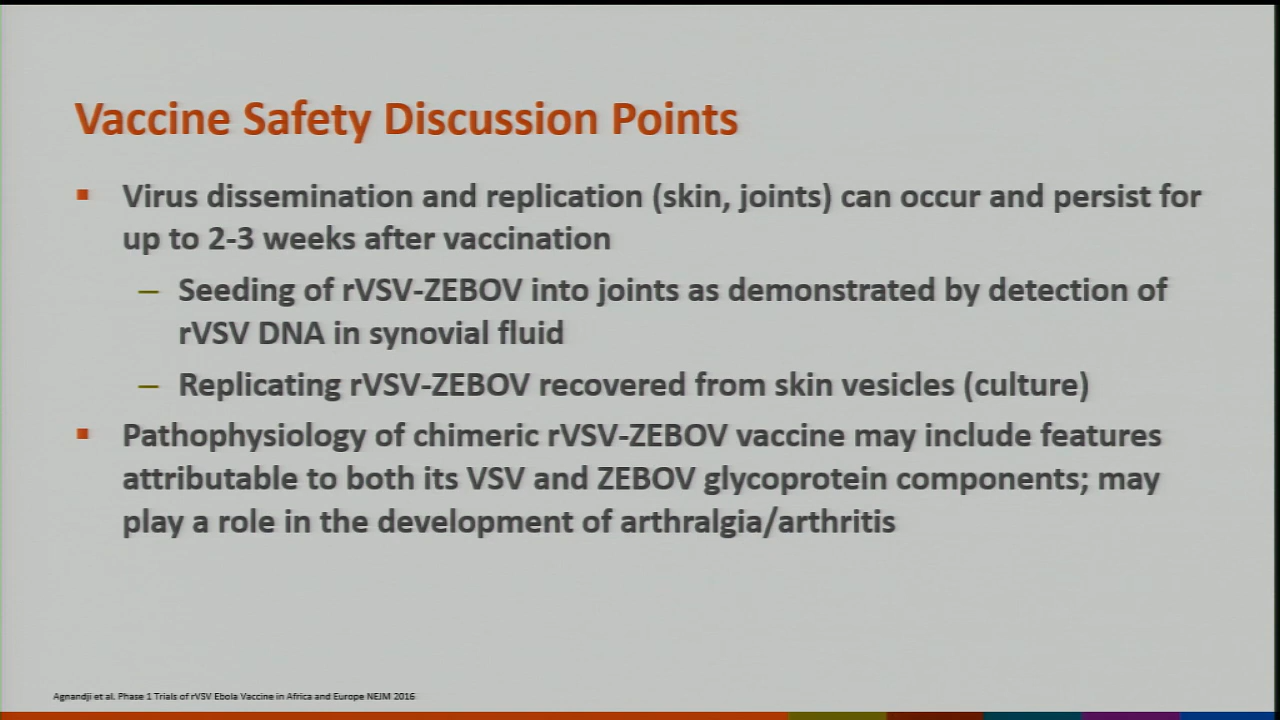 Vaccine Safety Discussion Points
▪ Virus dissemination and replication (skin, joints) can occur and persist for
up to 2-3 weeks after vaccination
– Seeding of rVSV-ZEBOV into joints as demonstrated by detection of
rVSV DNA in synovial fluid
– Replicating rVSV-ZEBOV recovered from skin vesicles (culture)
▪ Pathophysiology of chimeric rVSV-ZEBOV vaccine may include features
attributable to both its VSV and ZEBOV glycoprotein components; may
play a role in the development of arthralgia/arthritis
Agnandji et al. Phase 1 Trials of rVSV Ebola Vaccine in Africa and Europe NEJM 2016